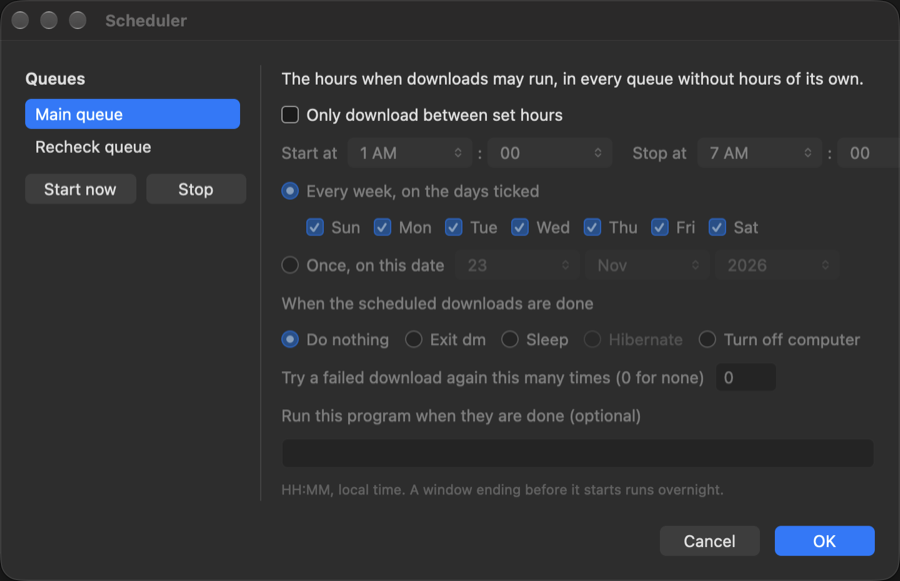 Scheduler
Queues
Main queue
Recheck queue
Start now Stop
The hours when downloads may run, in every queue without hours of its own.
Only download between set hours
Start at 1 AM : 00 Stop at 7 AM : 00
Every week, on the days ticked
Sun Mon Tue Wed Thu Fri Sat
Once, on this date 23 Nov 2026
When the scheduled downloads are done
Do nothing Exit dm Sleep Hibernate Turn off computer
Try a failed download again this many times (0 for none) 0
Run this program when they are done (optional)
HH:MM, local time. A window ending before it starts runs overnight.
Cancel OK